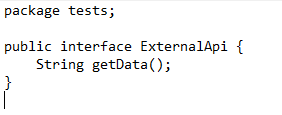 package tests;

public interface ExternalApi {
    String getData();
}